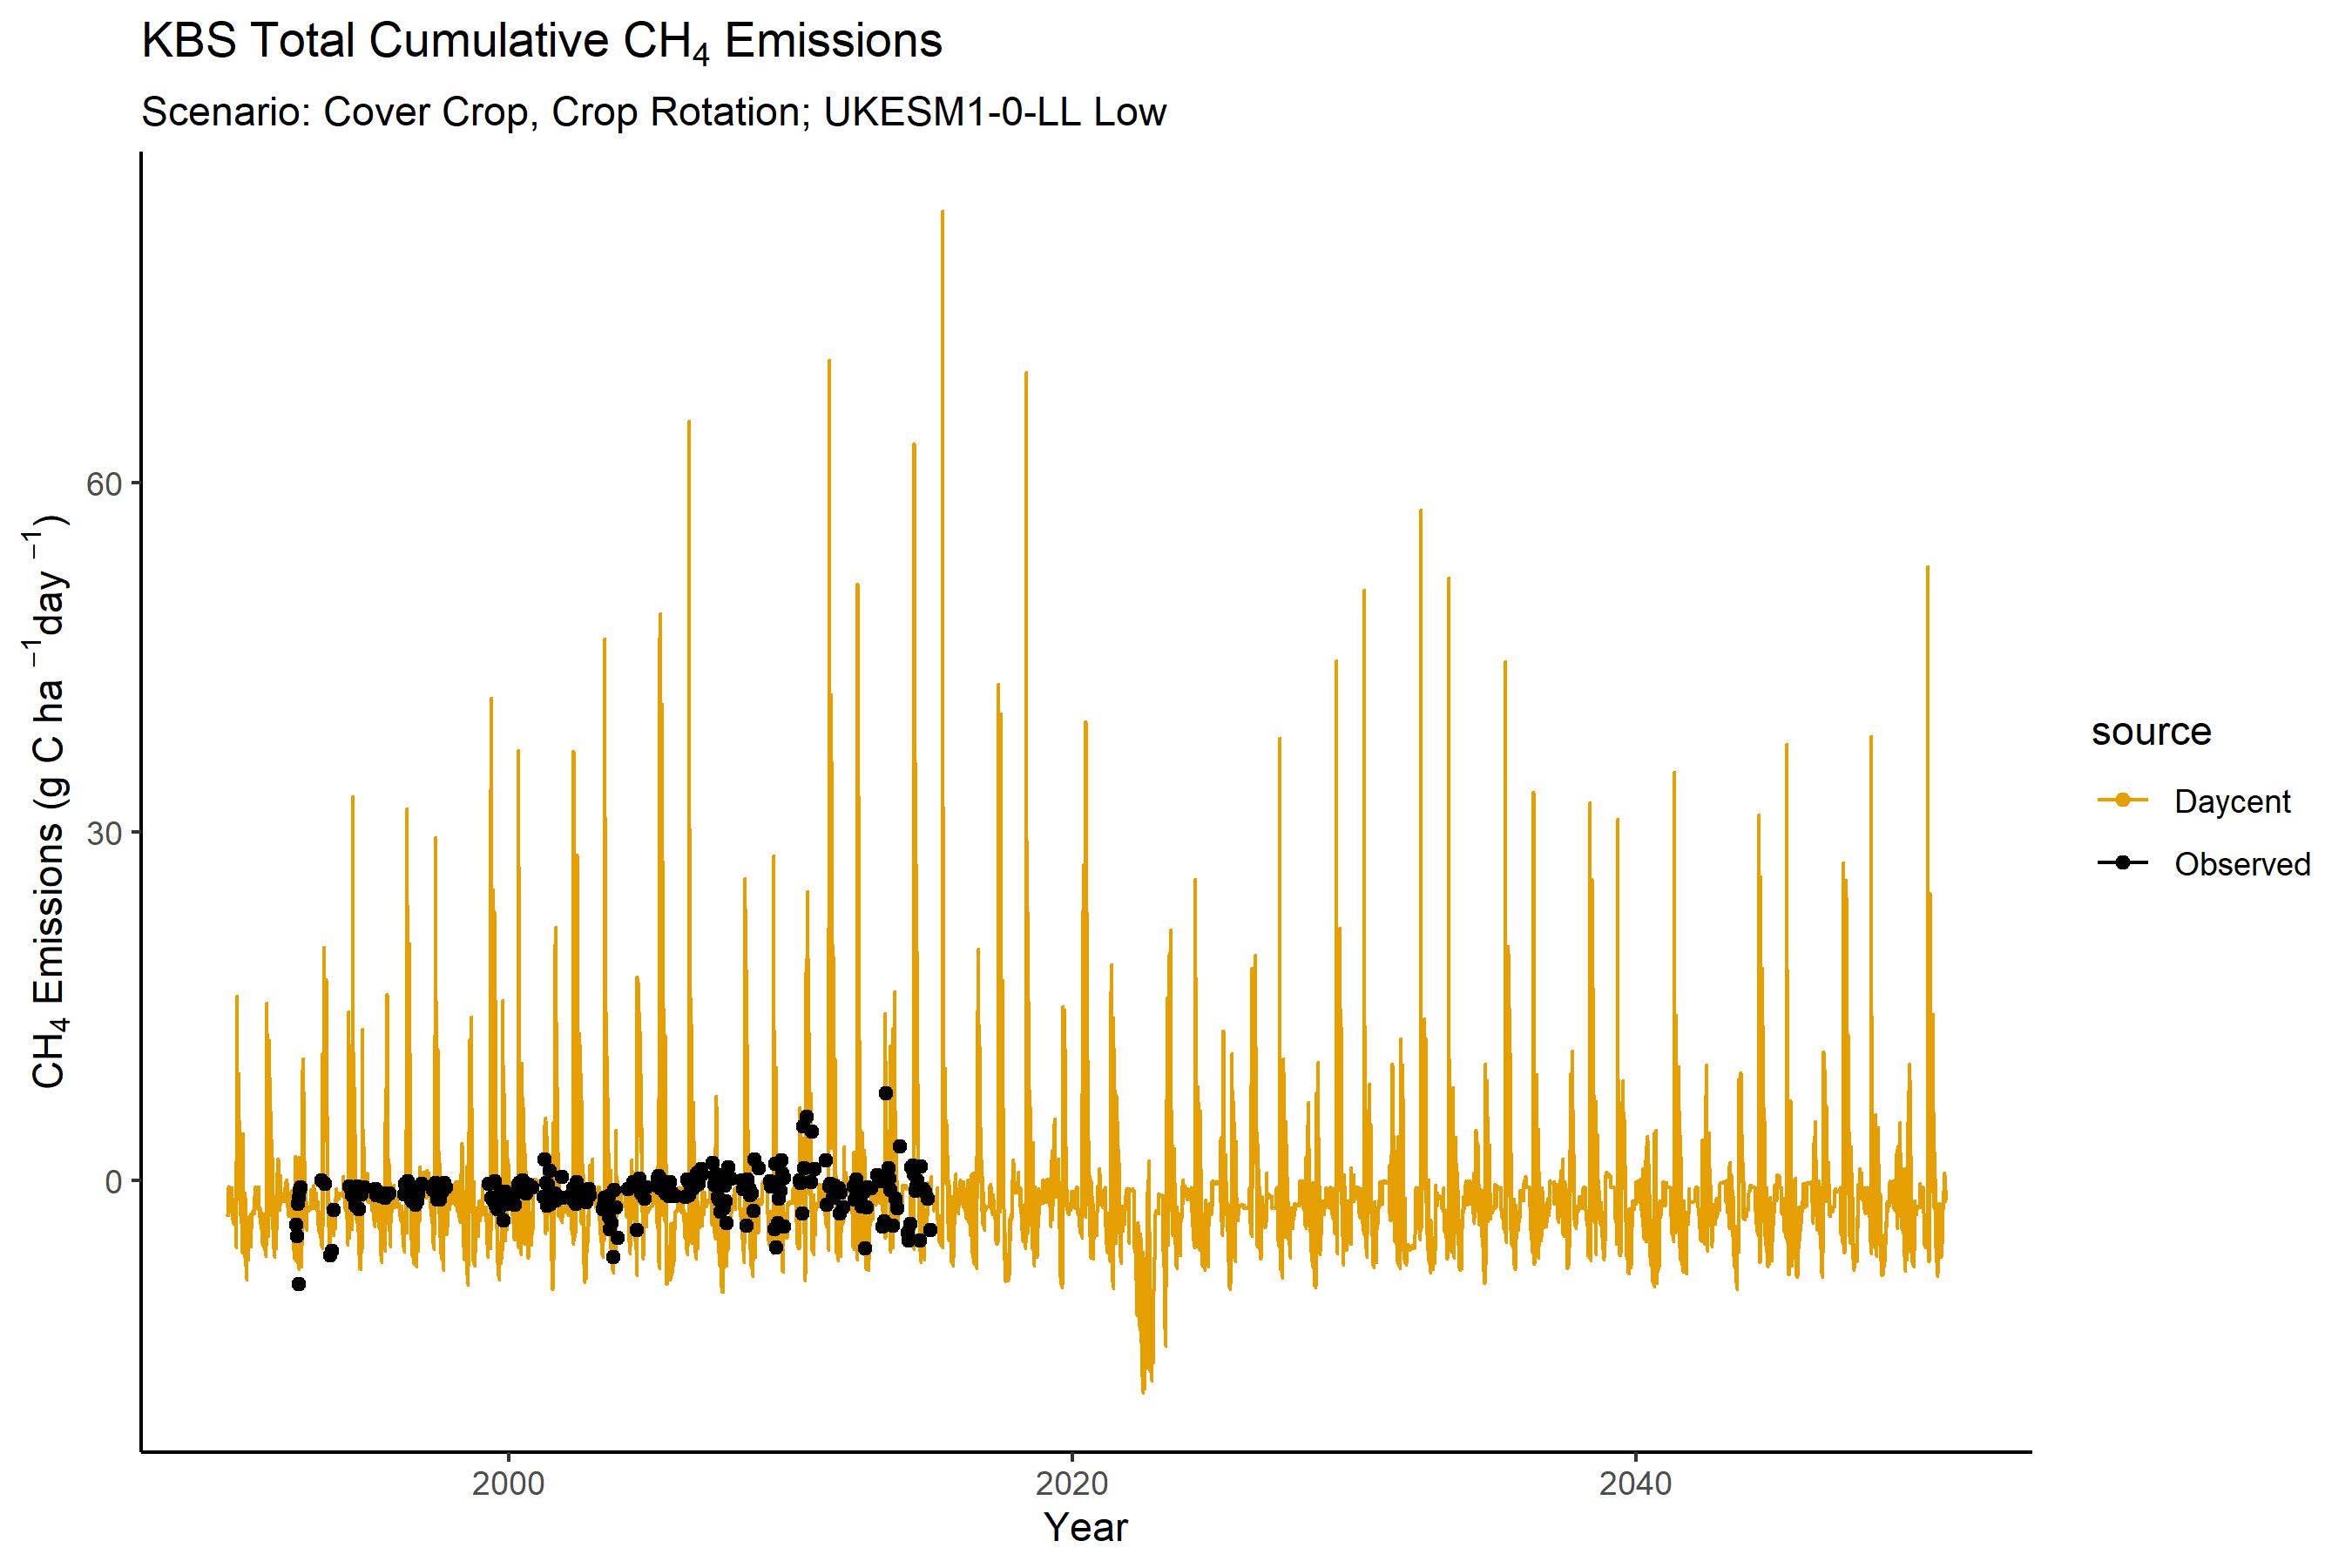 KBS Total Cumulative CH₄ Emissions
Scenario: Cover Crop, Crop Rotation; UKESM1-0-LL Low
CH₄ Emissions (g C ha ⁻¹day ⁻¹)
60
30
0
2000
2020
2040
Year
source
Daycent
Observed